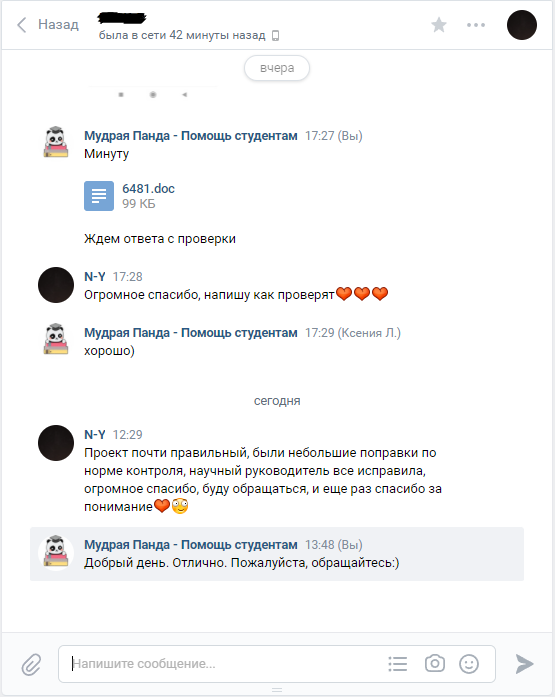 Назад
была в сети 42 минуты назад
вчера
Мудрая Панда - Помощь студентам 17:27 (Вы)
Минуту
6481.doc
99 КБ
Ждем ответа с проверки
N-Y 17:28
Огромное спасибо, напишу как проверят❤❤❤
Мудрая Панда - Помощь студентам 17:29 (Ксения Л.)
хорошо)
сегодня
N-Y 12:29
Проект почти правильный, были небольшие поправки по
норме контроля, научный руководитель все исправила,
огромное спасибо, буду обращаться, и еще раз спасибо за
понимание❤😳
Мудрая Панда - Помощь студентам 13:48 (Вы)
Добрый день. Отлично. Пожалуйста, обращайтесь:)
Напишите сообщение...